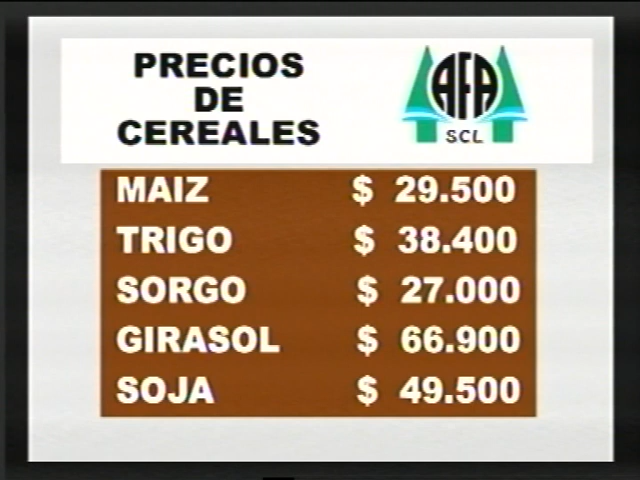 PRECIOS
DE
CEREALES
AFA
SCL
MAIZ $ 29.500
TRIGO $ 38.400
SORGO $ 27.000
GIRASOL $ 66.900
SOJA $ 49.500